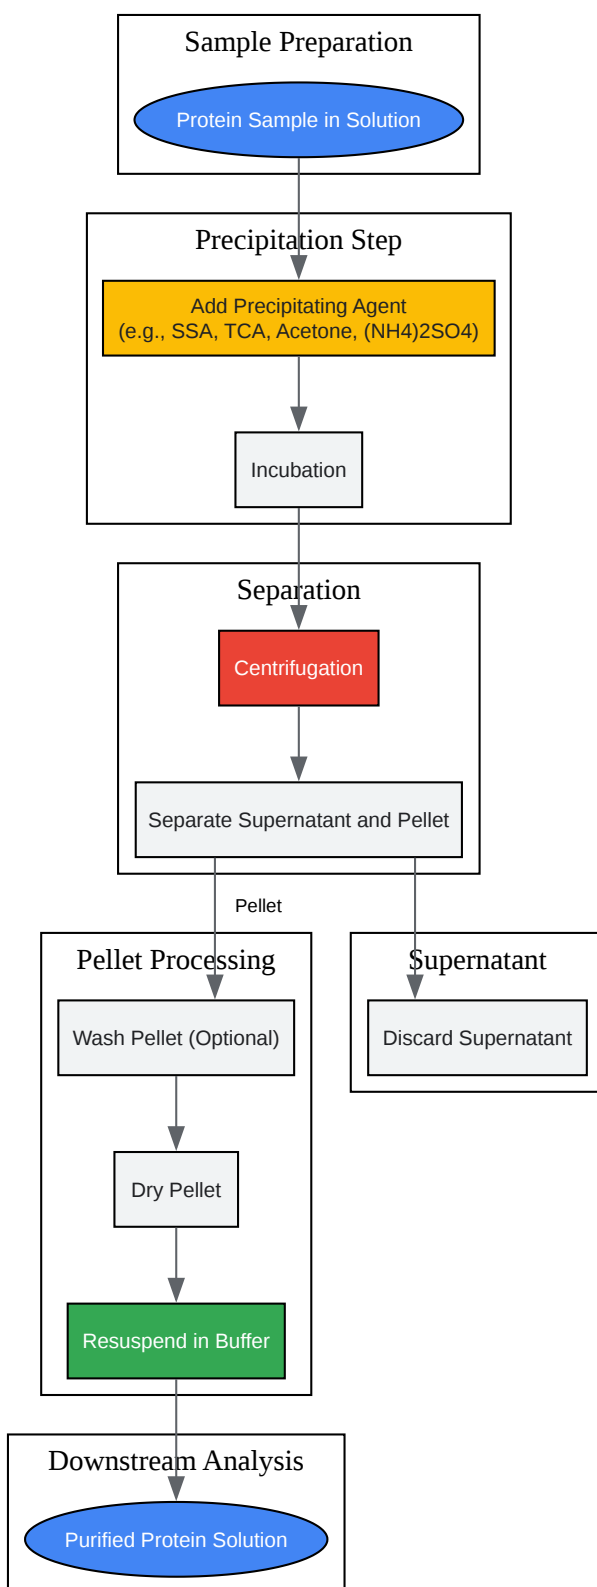 Sample Preparation
Protein Sample in Solution
Precipitation Step
Add Precipitating Agent
(e.g., SSA, TCA, Acetone, (NH4)2SO4)
Incubation
Separation
Centrifugation
Separate Supernatant and Pellet
Pellet
Pellet Processing
Wash Pellet (Optional)
Dry Pellet
Resuspend in Buffer
Supernatant
Discard Supernatant
Downstream Analysis
Purified Protein Solution